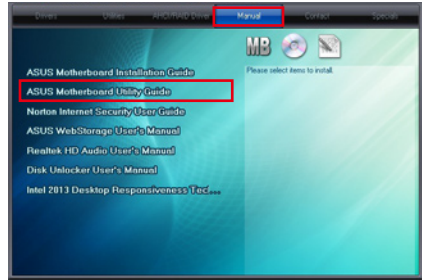 Drivers Utilities AHCI/RAID Driver Manual Contact Specials
MB
Please select items to install.
ASUS Motherboard Installation Guide
ASUS Motherboard Utility Guide
Norton Internet Security User Guide
ASUS WebStorage User's Manual
Realtek HD Audio User's Manual
Disk Unlocker User's Manual
Intel 2013 Desktop Responsiveness Tec